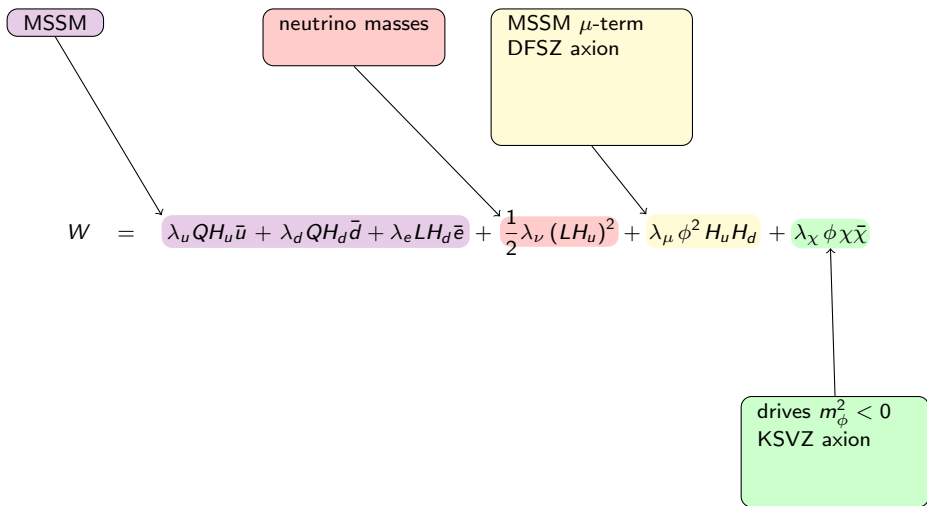 MSSM
neutrino masses
MSSM μ-term
DFSZ axion
W = λ_u Q H_u ū + λ_d Q H_d d̄ + λ_e L H_d ē + 1/2 λ_ν (L H_u)² + λ_μ φ² H_u H_d + λ_χ φ χ χ̄
drives m_φ² < 0
KSVZ axion